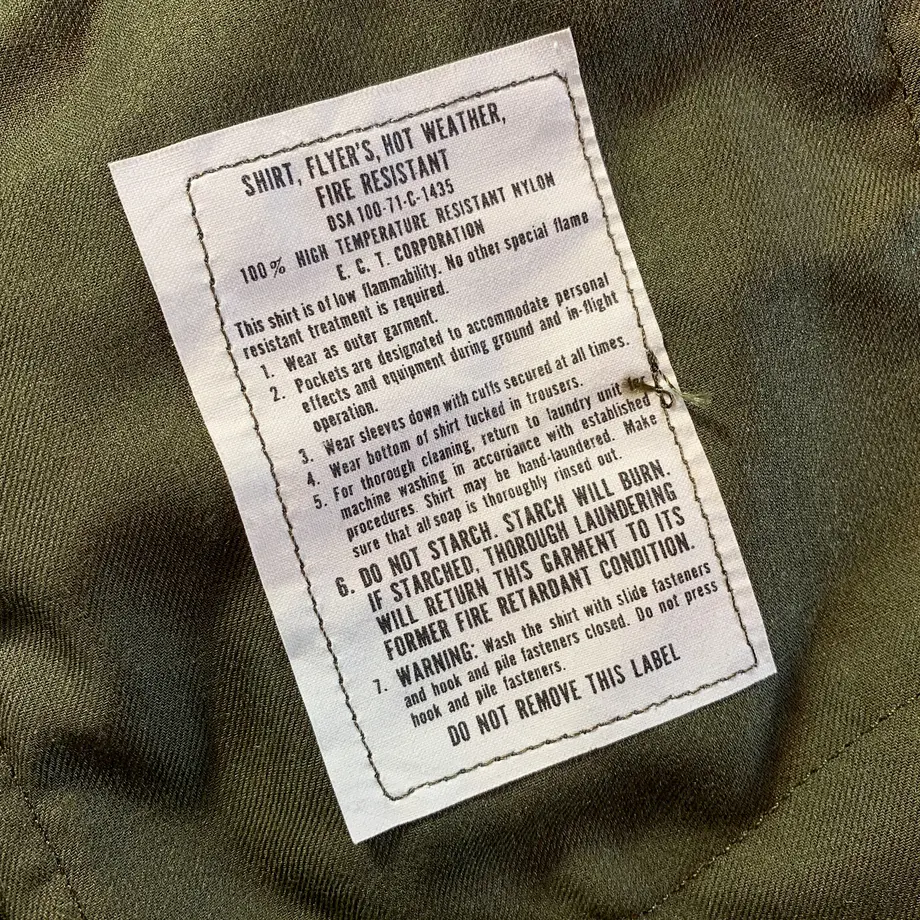 SHIRT, FLYER'S, HOT WEATHER,
FIRE RESISTANT
DSA 100-71-C-1435
100% HIGH TEMPERATURE RESISTANT NYLON
E. C. T. CORPORATION
This shirt is of low flammability. No other special flame
resistant treatment is required.
1. Wear as outer garment.
2. Pockets are designated to accommodate personal
effects and equipment during ground and in-flight
operation.
3. Wear sleeves down with cuffs secured at all times.
4. Wear bottom of shirt tucked in trousers.
5. For thorough cleaning, return to laundry unit for
machine washing in accordance with established
procedures. Shirt may be hand-laundered. Make
sure that all soap is thoroughly rinsed out.
6. DO NOT STARCH. STARCH WILL BURN.
IF STARCHED, THOROUGH LAUNDERING
WILL RETURN THIS GARMENT TO ITS
FORMER FIRE RETARDANT CONDITION.
7. WARNING: Wash the shirt with slide fasteners
and hook and pile fasteners closed. Do not press
hook and pile fasteners.
DO NOT REMOVE THIS LABEL